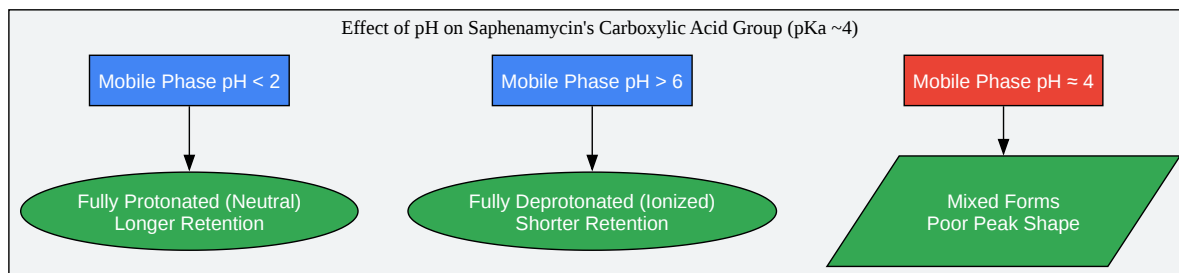 Effect of pH on Saphenamycin's Carboxylic Acid Group (pKa ~4)
Mobile Phase pH < 2
Mobile Phase pH > 6
Mobile Phase pH ≈ 4
Fully Protonated (Neutral)
Longer Retention
Fully Deprotonated (Ionized)
Shorter Retention
Mixed Forms
Poor Peak Shape